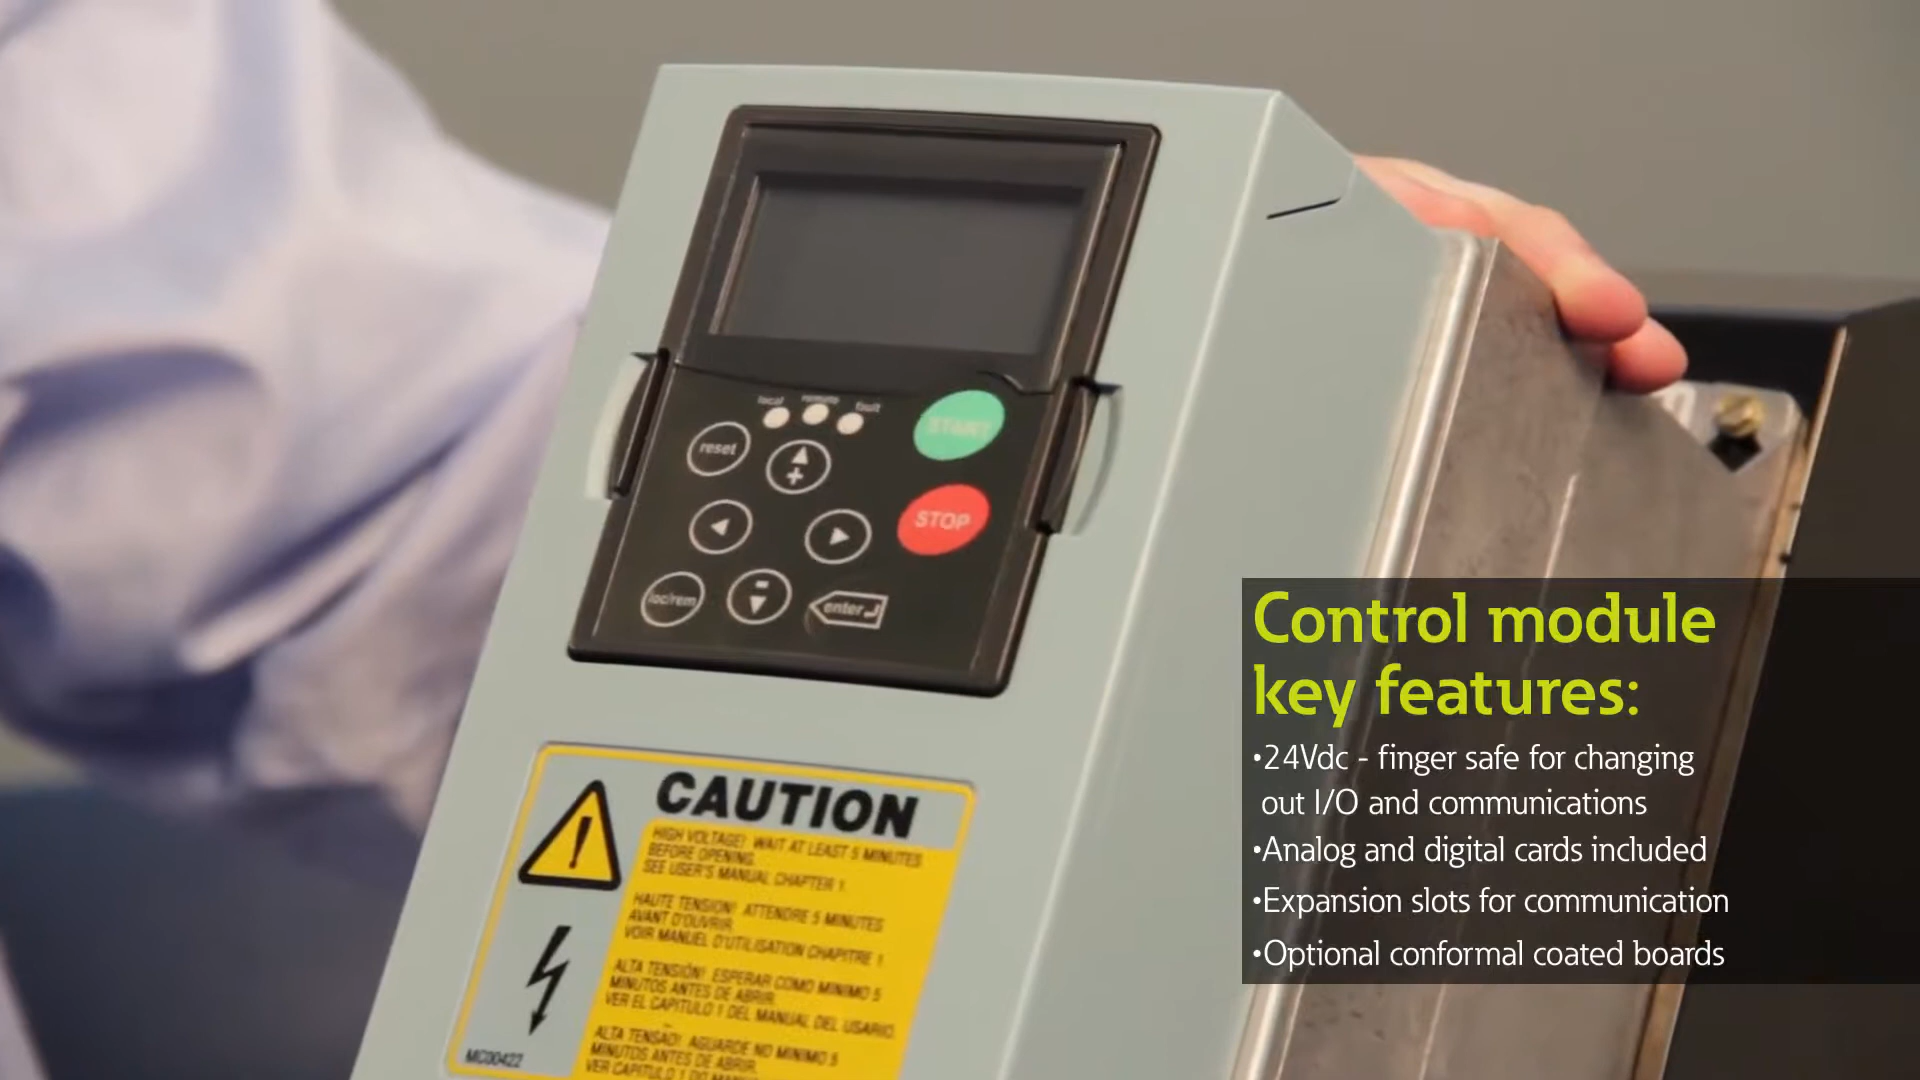 local remote fault
START
reset
+
STOP
-
loc/rem
enter
CAUTION
HIGH VOLTAGE! WAIT AT LEAST 5 MINUTES
BEFORE OPENING.
SEE USER'S MANUAL CHAPTER 1
HAUTE TENSION! ATTENDRE 5 MINUTES
AVANT D'OUVRIR.
VOIR MANUEL D'UTILISATION CHAPITRE 1
ALTA TENSIÓN! ESPERAR COMO MINIMO 5
MINUTOS ANTES DE ABRIR.
VER EL CAPITULO 1 DEL MANUAL DEL USARIO.
ALTA TENSAO! AGUARDE NO MINIMO 5
MINUTOS ANTES DE ABRIR.
VER CAPITULO 1 DO
MC00422
Control module
key features:
•24Vdc - finger safe for changing
out I/O and communications
•Analog and digital cards included
•Expansion slots for communication
•Optional conformal coated boards